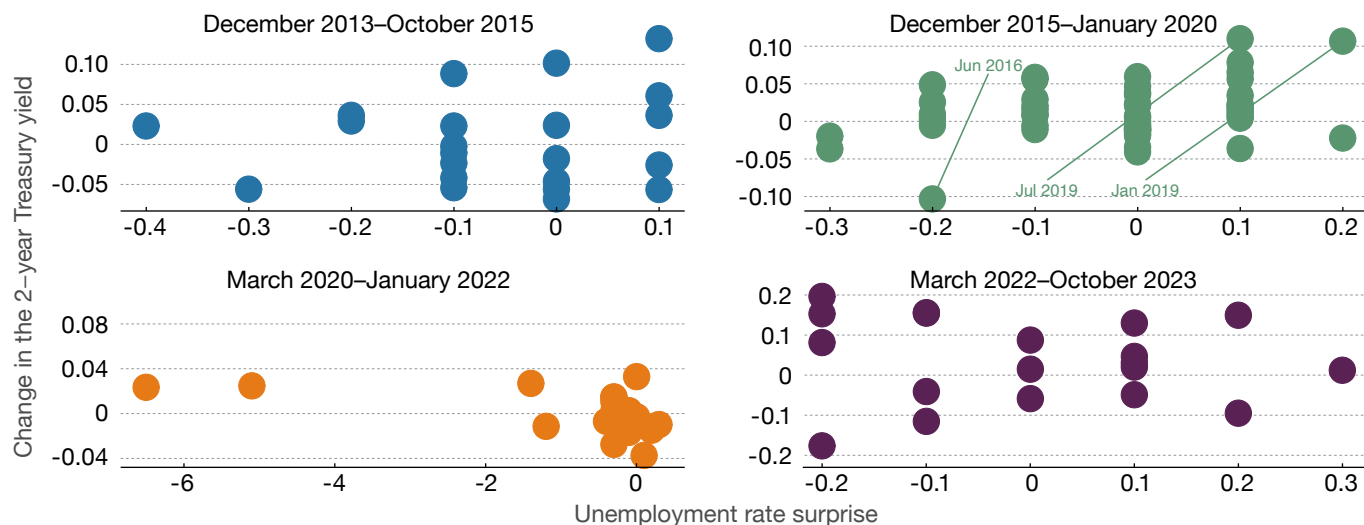 Change in the 2–year Treasury yield
December 2013–October 2015
0.10
0.05
0
-0.05
-0.4 -0.3 -0.2 -0.1 0 0.1
December 2015–January 2020
0.10
0.05
0
-0.05
-0.10
Jun 2016
Jul 2019 Jan 2019
-0.3 -0.2 -0.1 0 0.1 0.2
March 2020–January 2022
0.08
0.04
0
-0.04
-6 -4 -2 0
March 2022–October 2023
0.2
0.1
0
-0.1
-0.2
-0.2 -0.1 0 0.1 0.2 0.3
Unemployment rate surprise